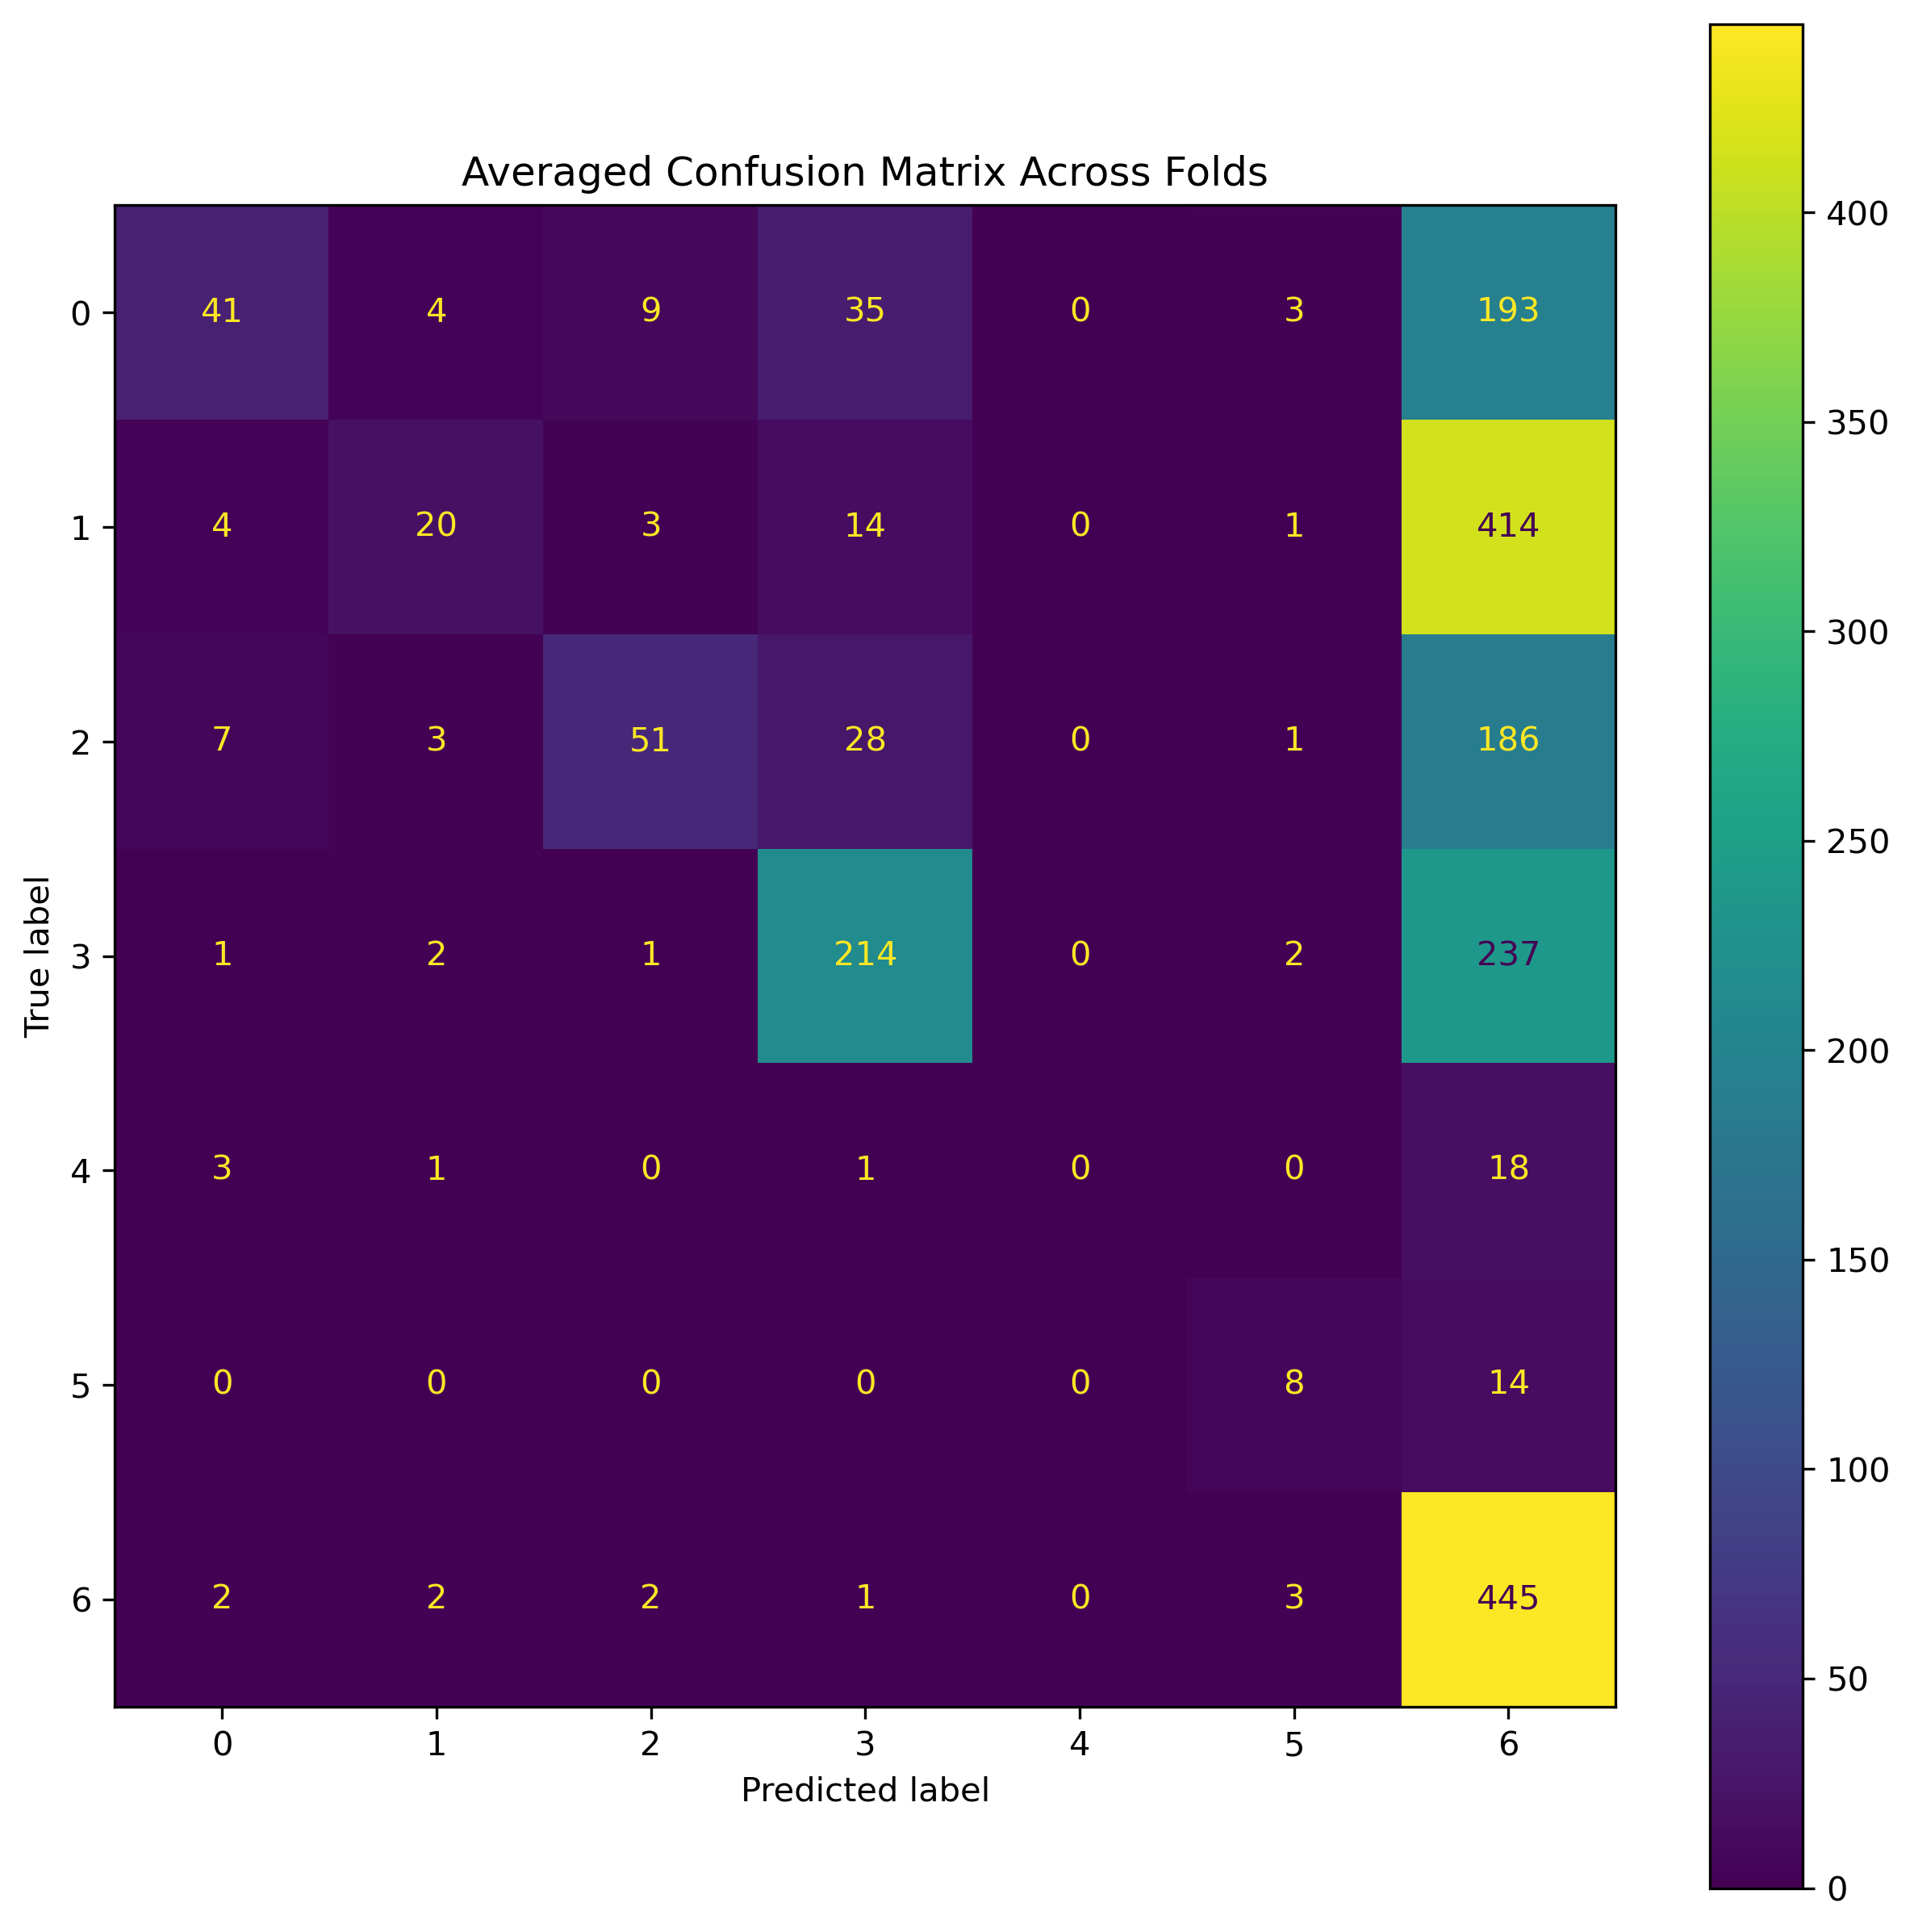 Averaged Confusion Matrix Across Folds
0 41 4 9 35 0 3 193
1 4 20 3 14 0 1 414
2 7 3 51 28 0 1 186
3 1 2 1 214 0 2 237
4 3 1 0 1 0 0 18
5 0 0 0 0 0 8 14
6 2 2 2 1 0 3 445
0 1 2 3 4 5 6
Predicted label
True label
400
350
300
250
200
150
100
50
0